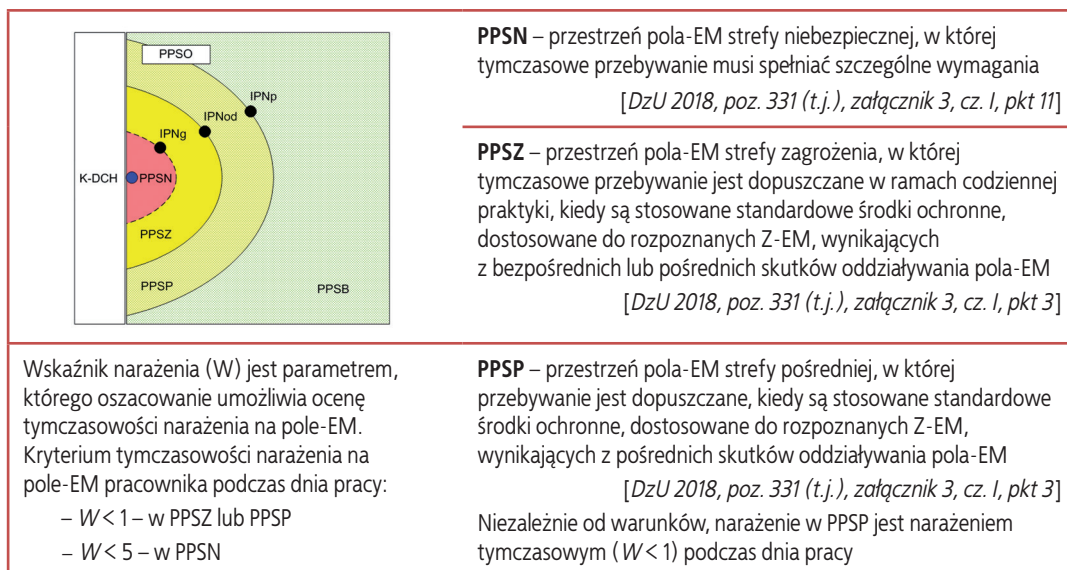 PPSO
IPNp
IPNod
IPNg
K-DCH
PPSN
PPSZ
PPSP
PPSB
PPSN – przestrzeń pola-EM strefy niebezpiecznej, w której
tymczasowe przebywanie musi spełniać szczególne wymagania
[DzU 2018, poz. 331 (t.j.), załącznik 3, cz. I, pkt 11]
PPSZ – przestrzeń pola-EM strefy zagrożenia, w której
tymczasowe przebywanie jest dopuszczane w ramach codziennej
praktyki, kiedy są stosowane standardowe środki ochronne,
dostosowane do rozpoznanych Z-EM, wynikających
z bezpośrednich lub pośrednich skutków oddziaływania pola-EM
[DzU 2018, poz. 331 (t.j.), załącznik 3, cz. I, pkt 3]
Wskaźnik narażenia (W) jest parametrem,
którego oszacowanie umożliwia ocenę
tymczasowości narażenia na pole-EM.
Kryterium tymczasowości narażenia na
pole-EM pracownika podczas dnia pracy:
– W < 1 – w PPSZ lub PPSP
– W < 5 – w PPSN
PPSP – przestrzeń pola-EM strefy pośredniej, w której
przebywanie jest dopuszczane, kiedy są stosowane standardowe
środki ochronne, dostosowane do rozpoznanych Z-EM,
wynikających z pośrednich skutków oddziaływania pola-EM
[DzU 2018, poz. 331 (t.j.), załącznik 3, cz. I, pkt 3]
Niezależnie od warunków, narażenie w PPSP jest narażeniem
tymczasowym (W < 1) podczas dnia pracy